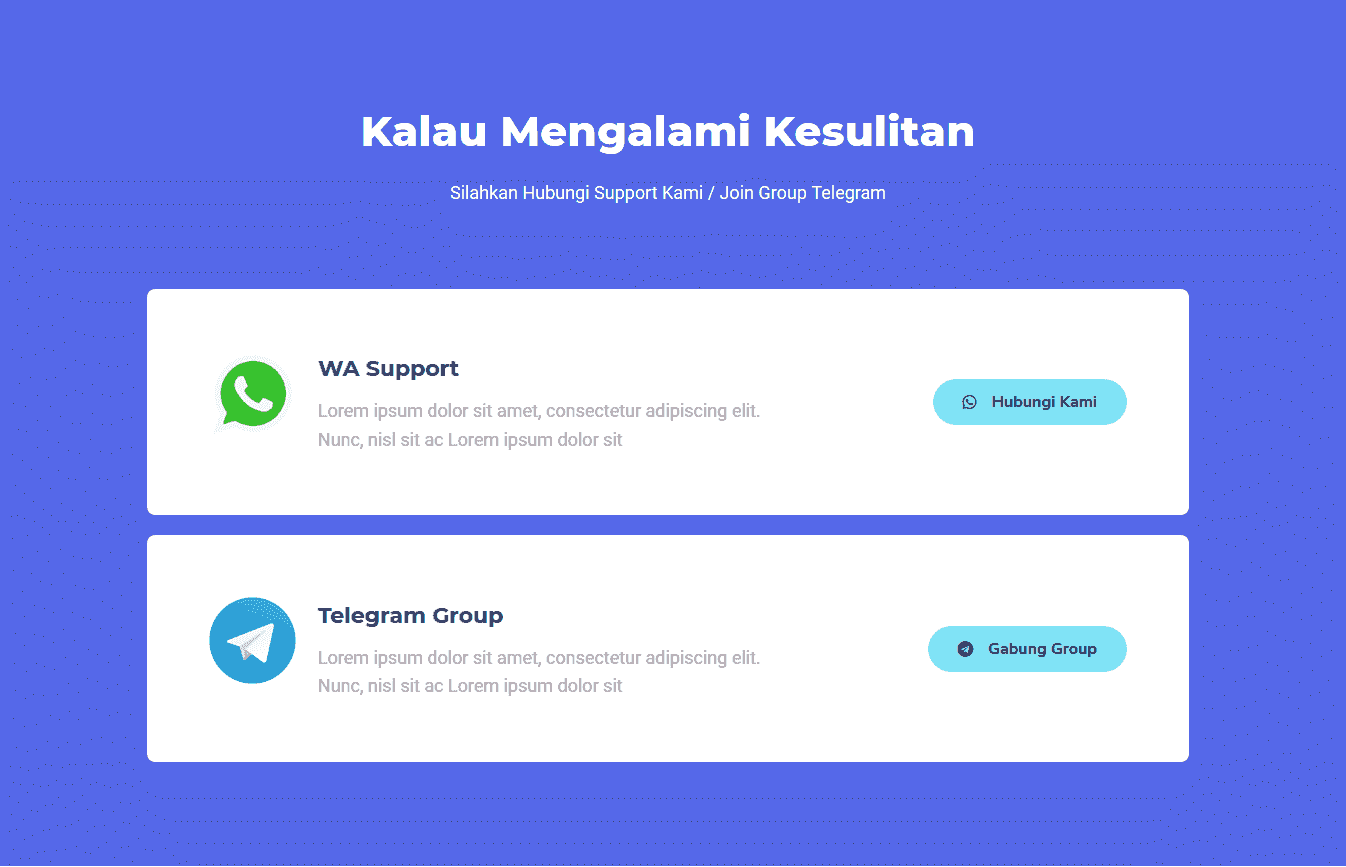 Kalau Mengalami Kesulitan
Silahkan Hubungi Support Kami / Join Group Telegram
WA Support
Lorem ipsum dolor sit amet, consectetur adipiscing elit.
Nunc, nisl sit ac Lorem ipsum dolor sit
Hubungi Kami
Telegram Group
Lorem ipsum dolor sit amet, consectetur adipiscing elit.
Nunc, nisl sit ac Lorem ipsum dolor sit
Gabung Group